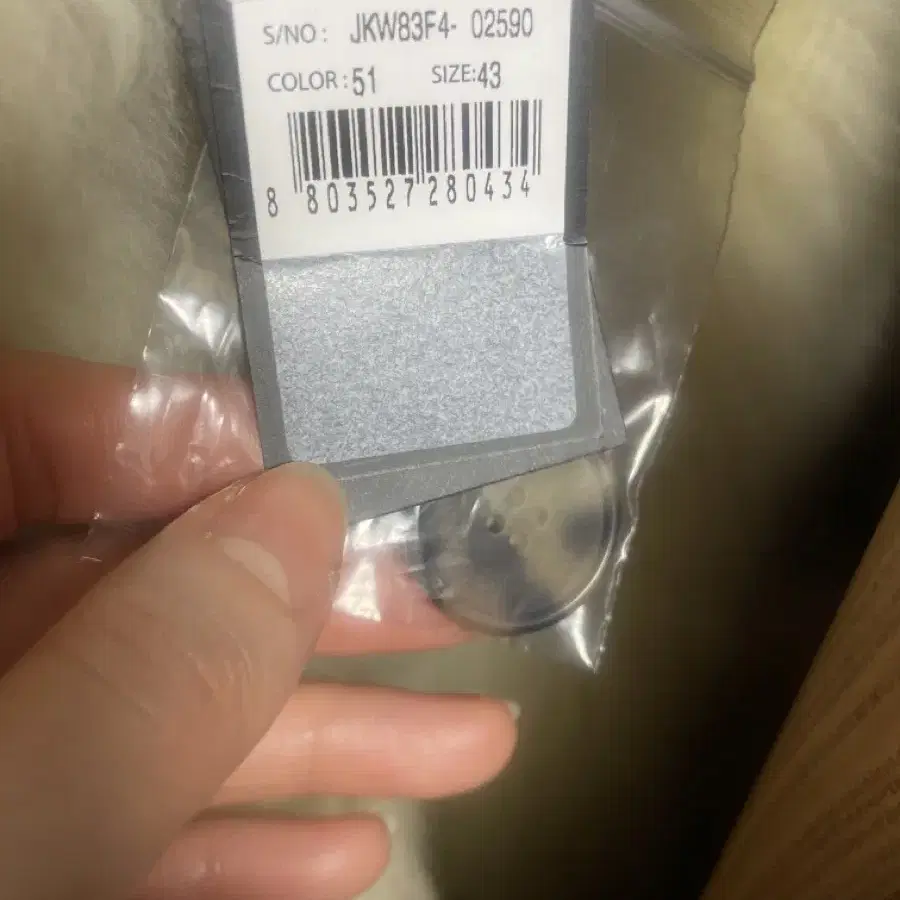 S/NO: JKW83F4- 02590
COLOR:51 SIZE:43
8 803527 280434